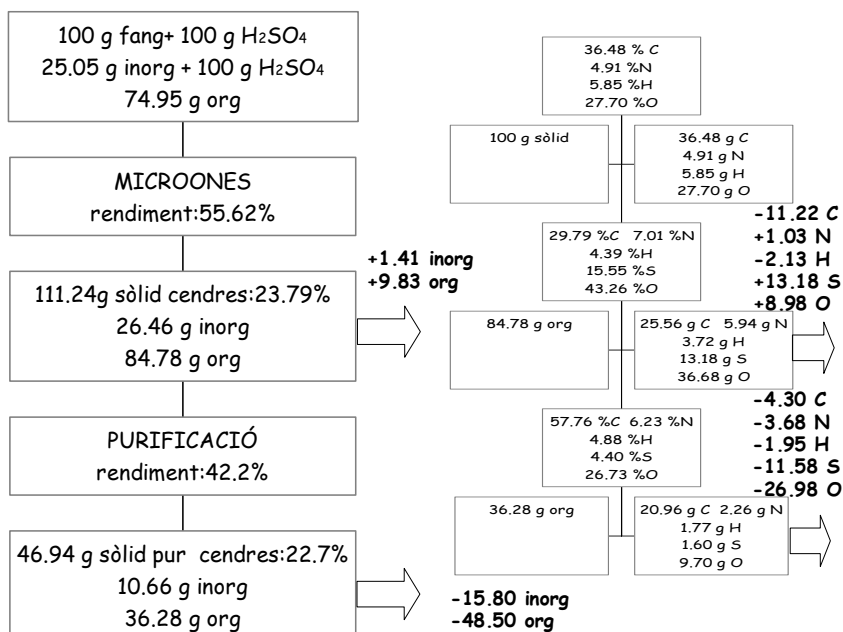 100 g fang+ 100 g H₂SO₄
25.05 g inorg + 100 g H₂SO₄
74.95 g org
MICROONES
rendiment:55.62%
111.24g sòlid cendres:23.79%
26.46 g inorg
84.78 g org
+1.41 inorg
+9.83 org
PURIFICACIÓ
rendiment:42.2%
46.94 g sòlid pur cendres:22.7%
10.66 g inorg
36.28 g org
-15.80 inorg
-48.50 org
36.48 % C
4.91 %N
5.85 %H
27.70 %O
100 g sòlid
36.48 g C
4.91 g N
5.85 g H
27.70 g O
29.79 %C 7.01 %N
4.39 %H
15.55 %S
43.26 %O
-11.22 C
+1.03 N
-2.13 H
+13.18 S
+8.98 O
84.78 g org
25.56 g C 5.94 g N
3.72 g H
13.18 g S
36.68 g O
57.76 %C 6.23 %N
4.88 %H
4.40 %S
26.73 %O
-4.30 C
-3.68 N
-1.95 H
-11.58 S
-26.98 O
36.28 g org
20.96 g C 2.26 g N
1.77 g H
1.60 g S
9.70 g O